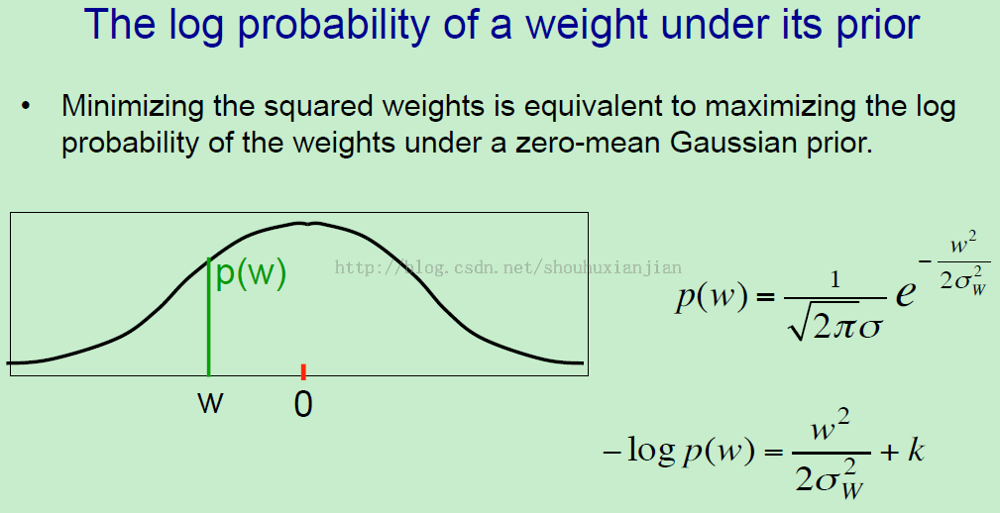 The log probability of a weight under its prior
• Minimizing the squared weights is equivalent to maximizing the log
probability of the weights under a zero-mean Gaussian prior.
p(w)
http://blog.csdn.net/shouhuxianjian
w 0
p(w) = \frac{1}{\sqrt{2\pi}\sigma} e^{-\frac{w^2}{2\sigma_W^2}}
-\log p(w) = \frac{w^2}{2\sigma_W^2} + k